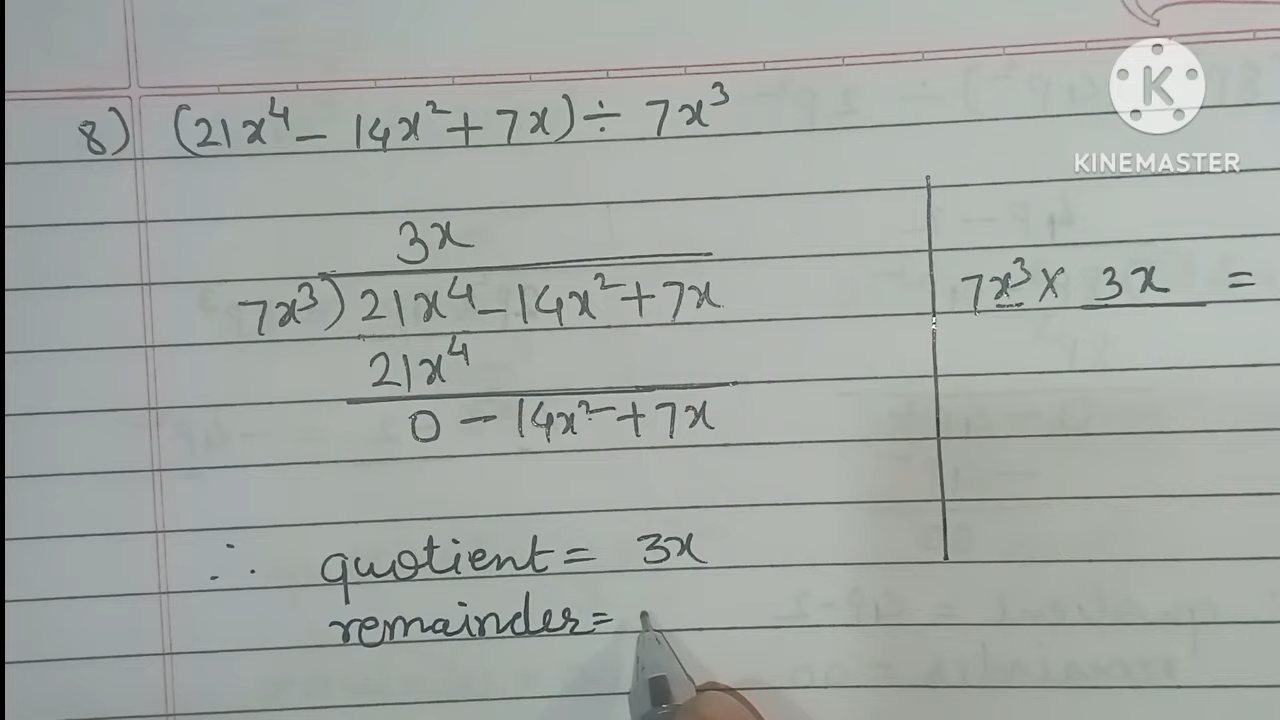 8) (21x⁴ - 14x² + 7x) ÷ 7x³
K
KINEMASTER
3x
7x³) 21x⁴ - 14x² + 7x
21x⁴
0 - 14x² + 7x
7x³ × 3x =
∴ quotient = 3x
remainder =